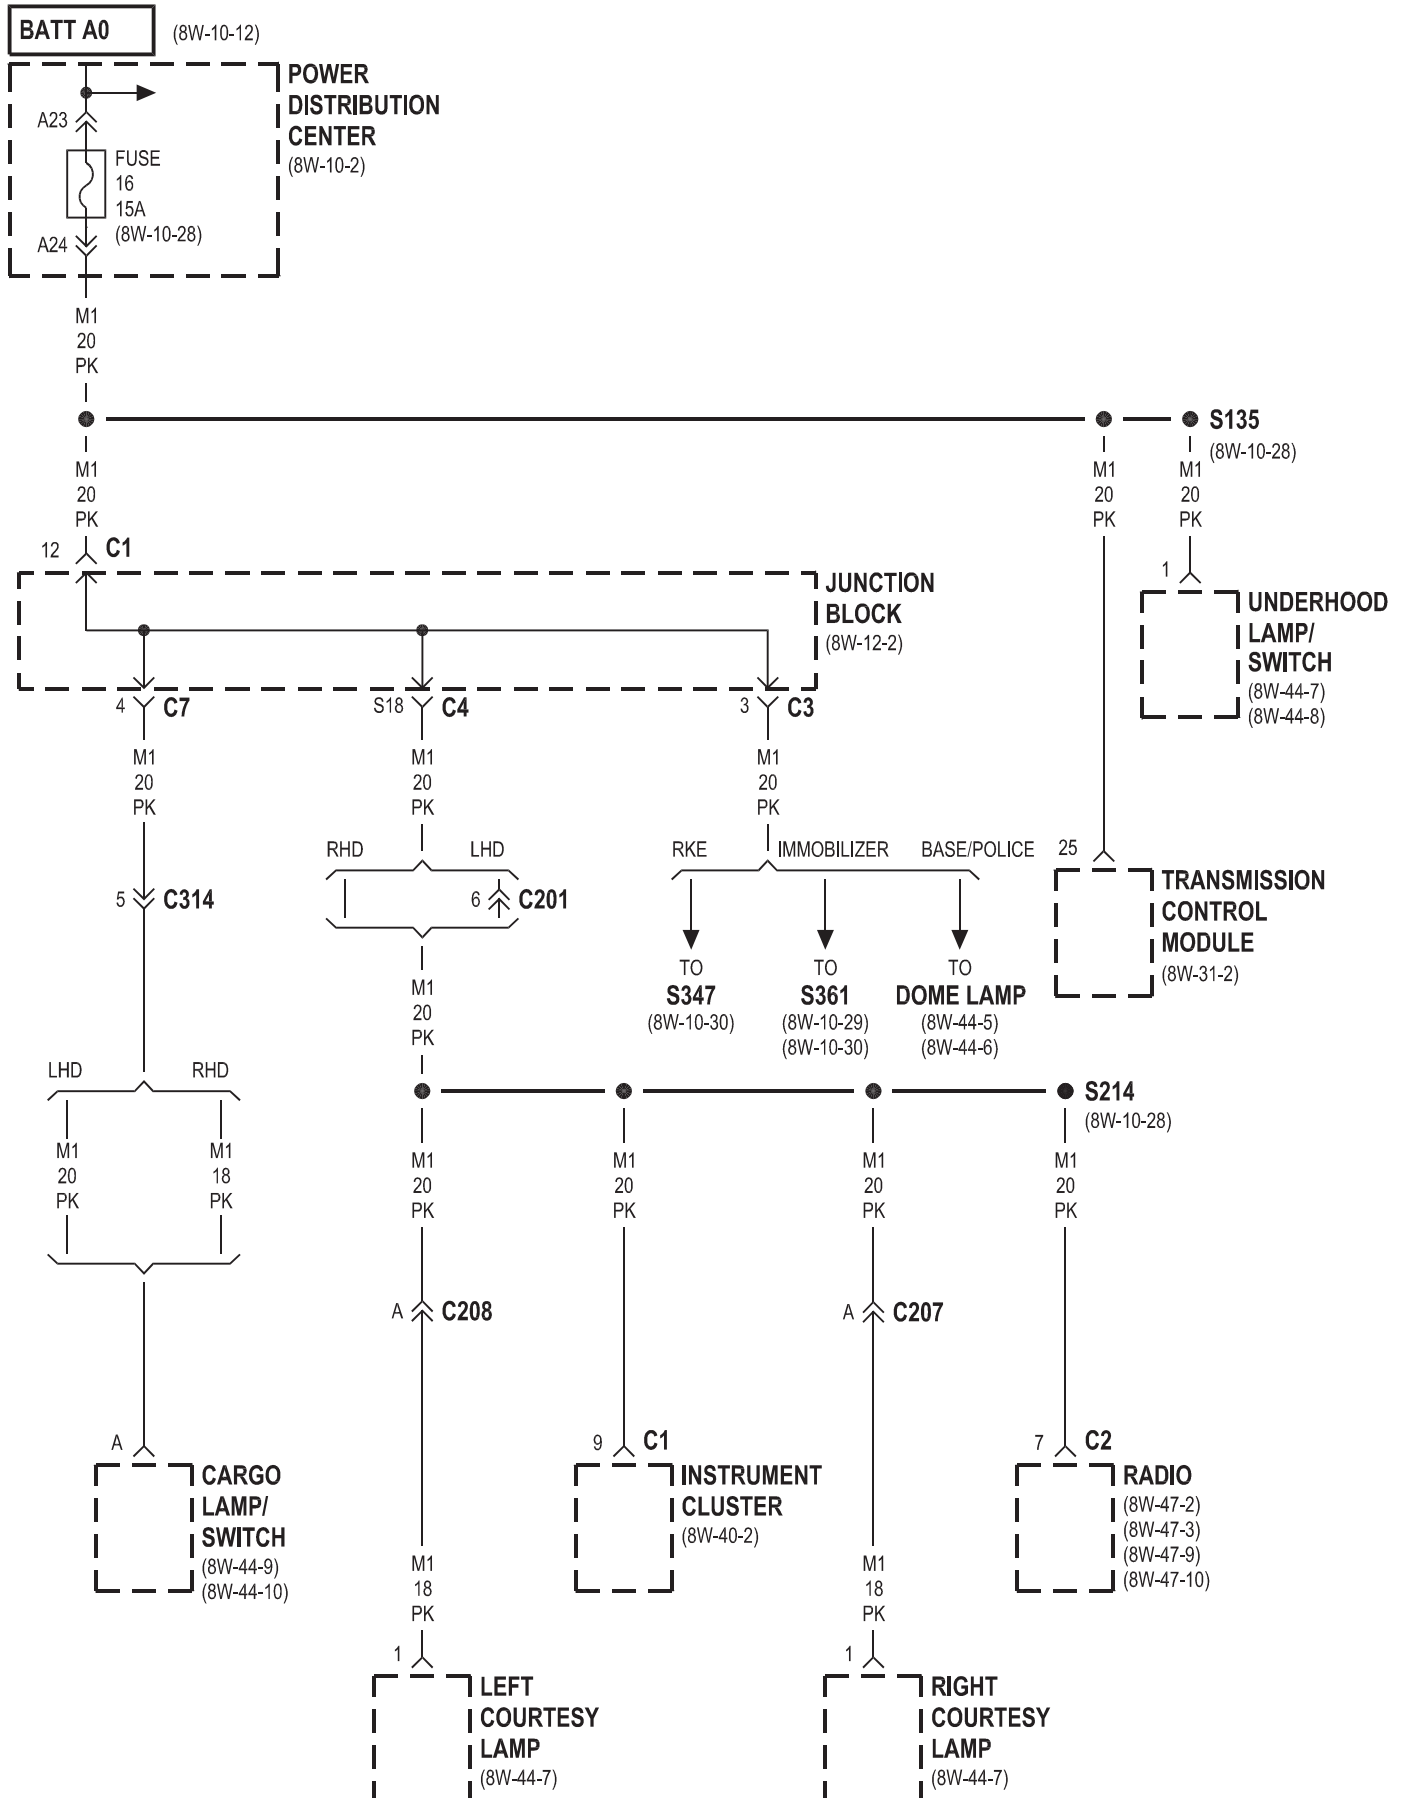 BATT A0
(8W-10-12)
POWER
DISTRIBUTION
CENTER
(8W-10-2)
A23
FUSE
16
15A
(8W-10-28)
A24
M1
20
PK
S135
(8W-10-28)
M1
20
PK
M1
20
PK
M1
20
PK
12
C1
JUNCTION
BLOCK
(8W-12-2)
1
UNDERHOOD
LAMP/
SWITCH
(8W-44-7)
(8W-44-8)
4
C7
S18
C4
3
C3
M1
20
PK
M1
20
PK
M1
20
PK
RHD
LHD
RKE
IMMOBILIZER
BASE/POLICE
25
TRANSMISSION
CONTROL
MODULE
(8W-31-2)
5
C314
6
C201
TO
S347
(8W-10-30)
TO
S361
(8W-10-29)
(8W-10-30)
TO
DOME LAMP
(8W-44-5)
(8W-44-6)
M1
20
PK
LHD
RHD
S214
(8W-10-28)
M1
20
PK
M1
18
PK
M1
20
PK
M1
20
PK
M1
20
PK
M1
20
PK
A
C208
A
C207
A
CARGO
LAMP/
SWITCH
(8W-44-9)
(8W-44-10)
9
C1
INSTRUMENT
CLUSTER
(8W-40-2)
7
C2
RADIO
(8W-47-2)
(8W-47-3)
(8W-47-9)
(8W-47-10)
M1
18
PK
M1
18
PK
1
LEFT
COURTESY
LAMP
(8W-44-7)
1
RIGHT
COURTESY
LAMP
(8W-44-7)